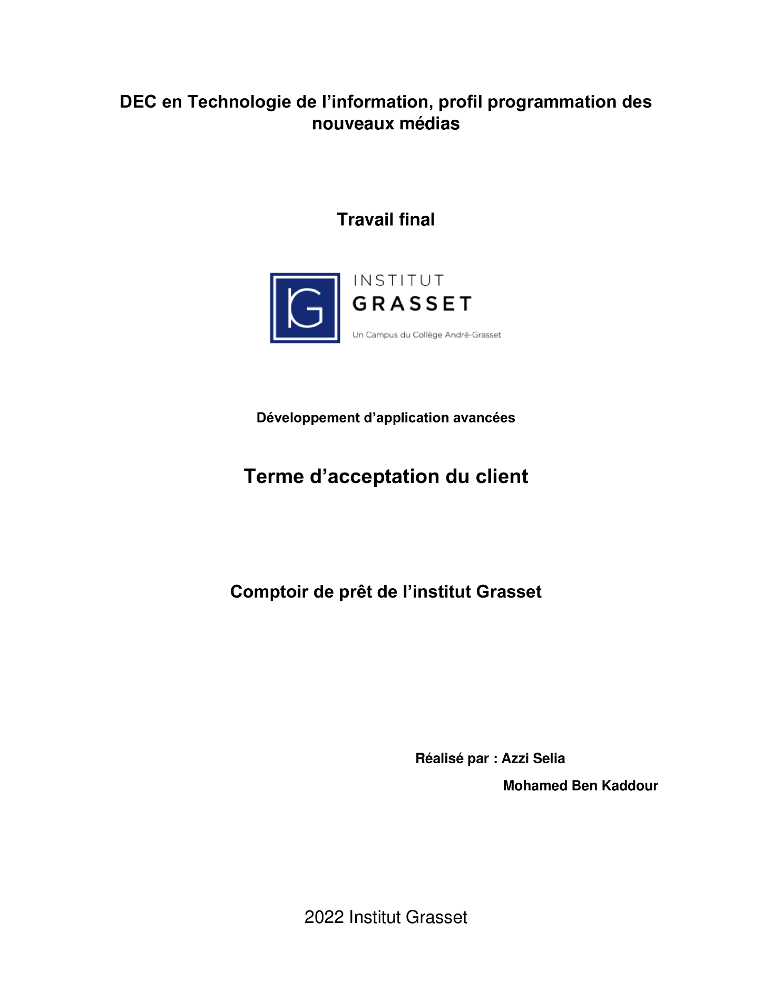 DEC en Technologie de l’information, profil programmation des
nouveaux médias
Travail final
INSTITUT
GRASSET
Un Campus du Collège André-Grasset
Développement d’application avancées
Terme d’acceptation du client
Comptoir de prêt de l’institut Grasset
Réalisé par : Azzi Selia
Mohamed Ben Kaddour
2022 Institut Grasset